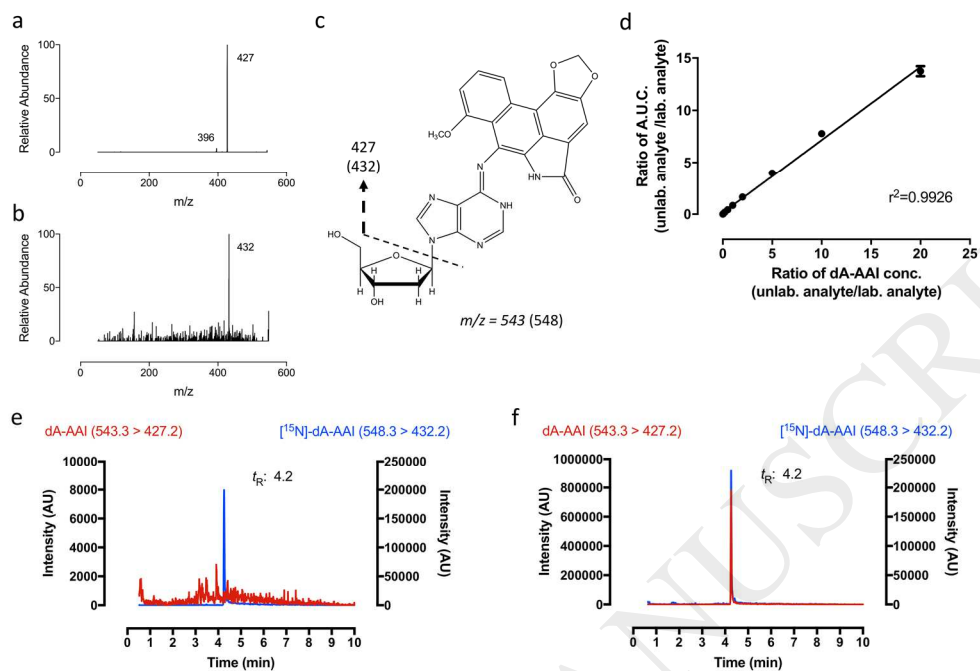 a
Relative Abundance
100
50
0
427
396
0
200
400
600
m/z
b
Relative Abundance
100
50
0
432
0
200
400
600
m/z
c
427
(432)
H₃CO
O
O
N
NH
HN
O
N
N
N
N
HO
O
H
H
H
H
H
OH
m/z = 543 (548)
d
Ratio of A.U.C.
(unlab. analyte /lab. analyte)
15
10
5
0
r²=0.9926
0
5
10
15
20
25
Ratio of dA-AAI conc.
(unlab. analyte/lab. analyte)
e
dA-AAI (543.3 > 427.2)
[¹⁵N]-dA-AAI (548.3 > 432.2)
tR: 4.2
Intensity (AU)
10000
8000
6000
4000
2000
0
250000
200000
150000
100000
50000
0
Intensity (AU)
0 1 2 3 4 5 6 7 8 9 10
Time (min)
f
dA-AAI (543.3 > 427.2)
[¹⁵N]-dA-AAI (548.3 > 432.2)
tR: 4.2
Intensity (AU)
1000000
800000
600000
400000
200000
0
250000
200000
150000
100000
50000
0
Intensity (AU)
0 1 2 3 4 5 6 7 8 9 10
Time (min)
ANUSCRI